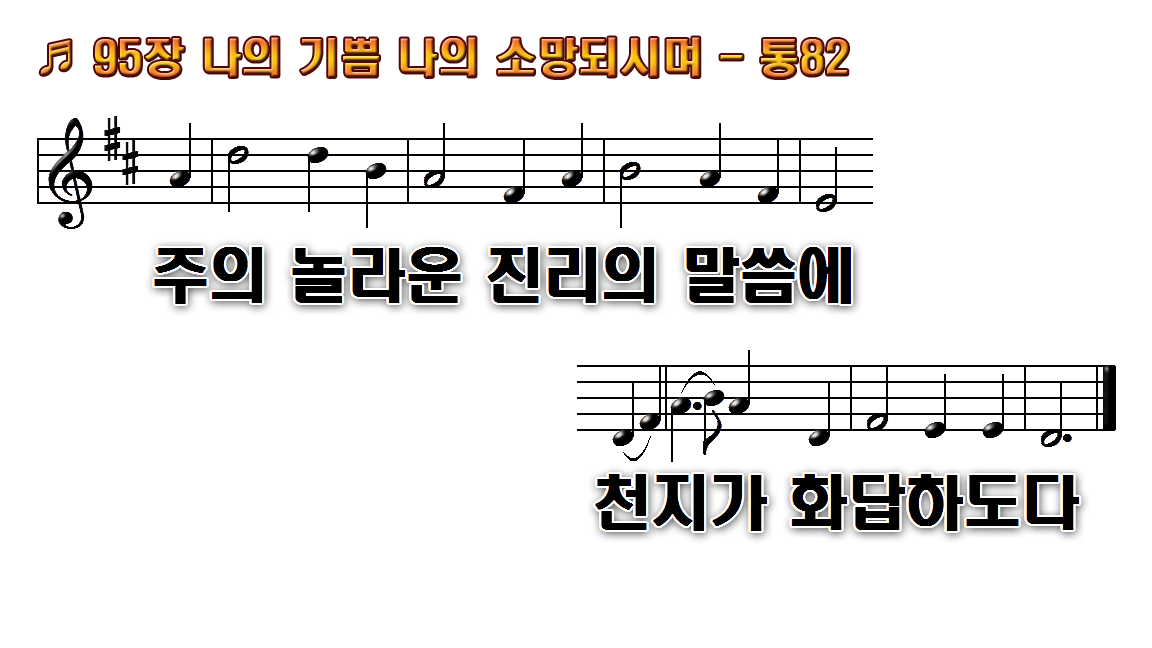 95장 나의 기쁨 나의 소망되시며 - 통82
주의 놀라운 진리의 말씀에
천지가 화답하도다